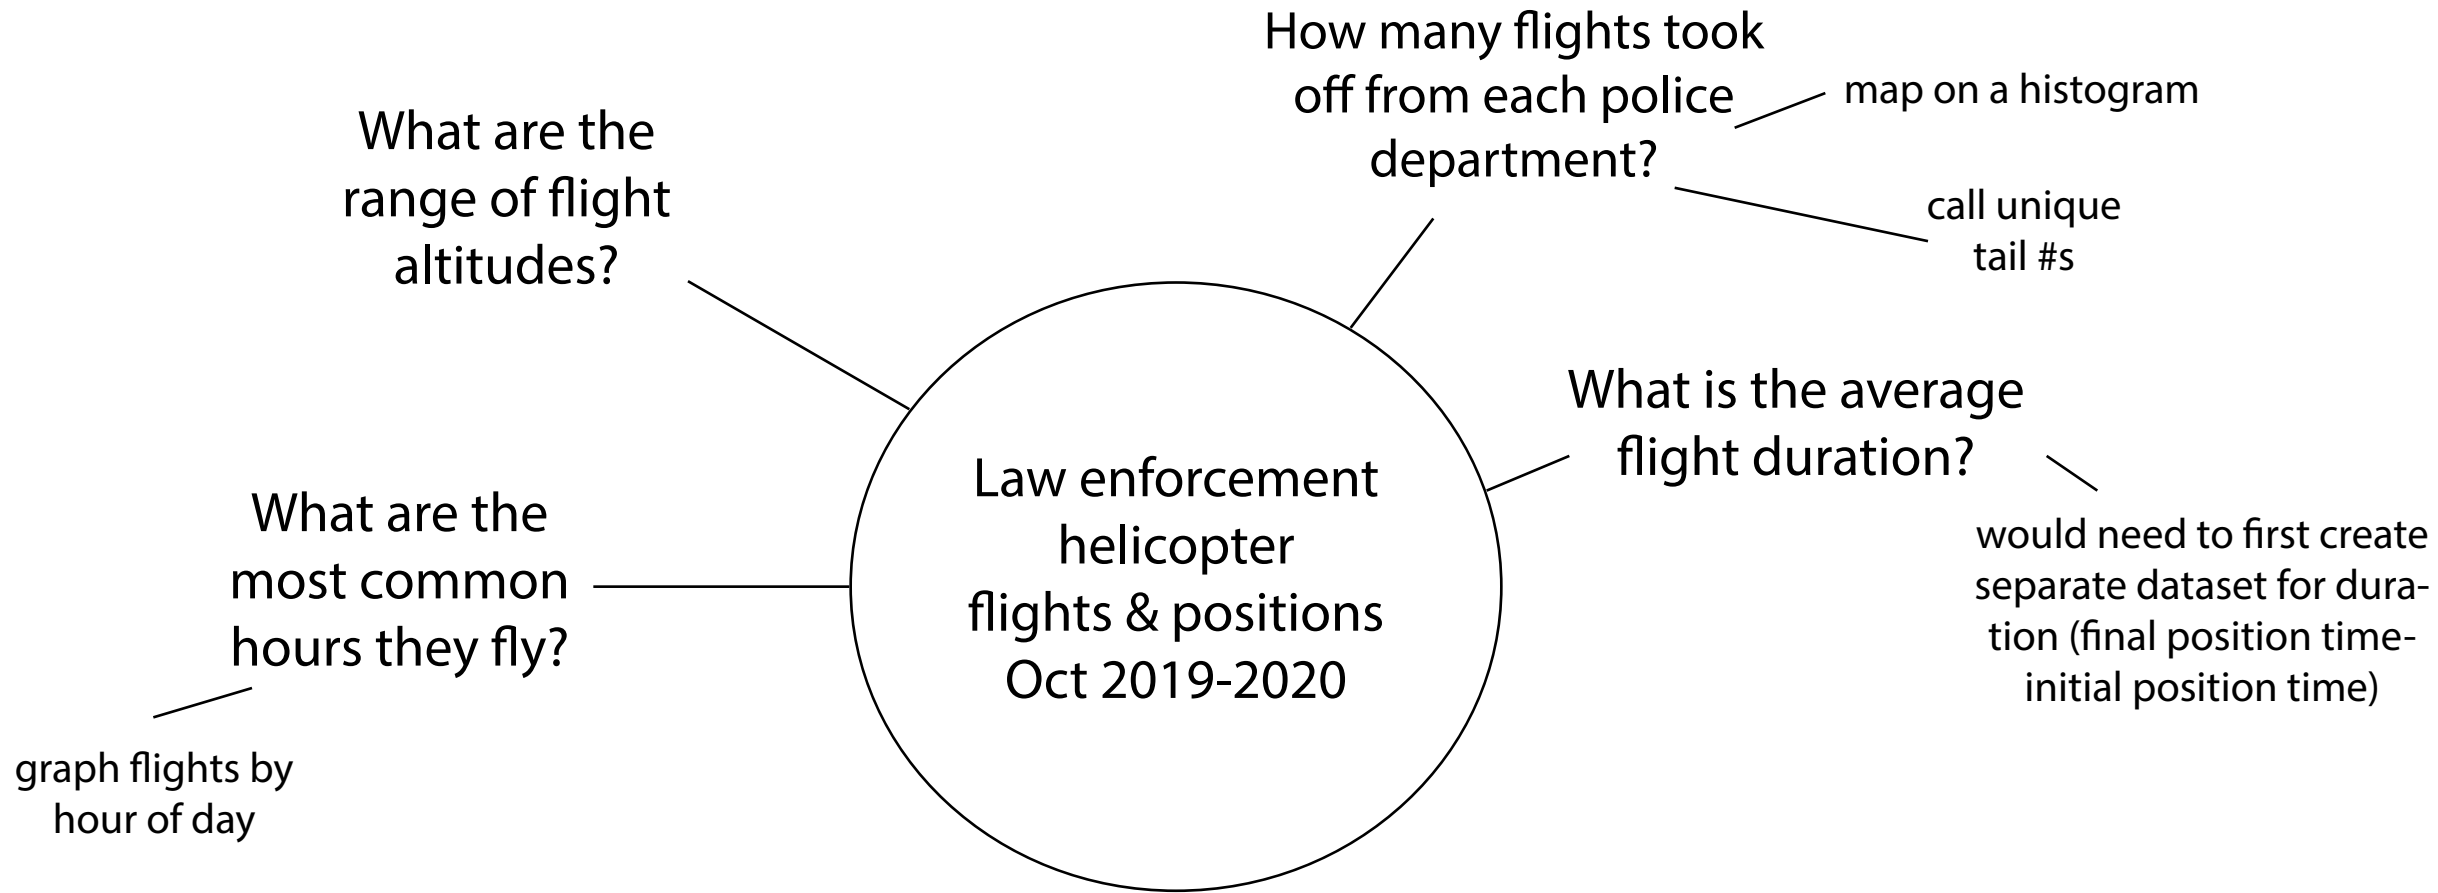 How many flights took
off from each police
department?
map on a histogram
call unique
tail #s
What are the
range of flight
altitudes?
What is the average
flight duration?
would need to first create
separate dataset for dura-
tion (final position time-
initial position time)
Law enforcement
helicopter
flights & positions
Oct 2019-2020
What are the
most common
hours they fly?
graph flights by
hour of day